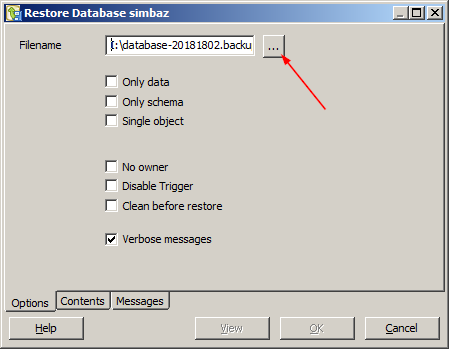 Restore Database simbaz
Filename
C:\database-20181802.backu
...
Only data
Only schema
Single object
No owner
Disable Trigger
Clean before restore
Verbose messages
Options Contents Messages
Help View OK Cancel